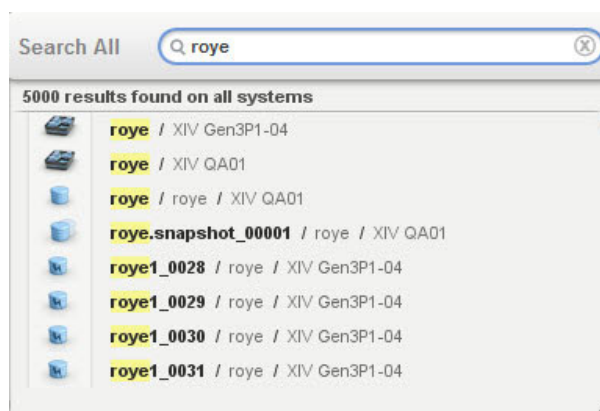 Search All roye
5000 results found on all systems
roye / XIV Gen3P1-04
roye / XIV QA01
roye / roye / XIV QA01
roye.snapshot_00001 / roye / XIV QA01
roye1_0028 / roye / XIV Gen3P1-04
roye1_0029 / roye / XIV Gen3P1-04
roye1_0030 / roye / XIV Gen3P1-04
roye1_0031 / roye / XIV Gen3P1-04